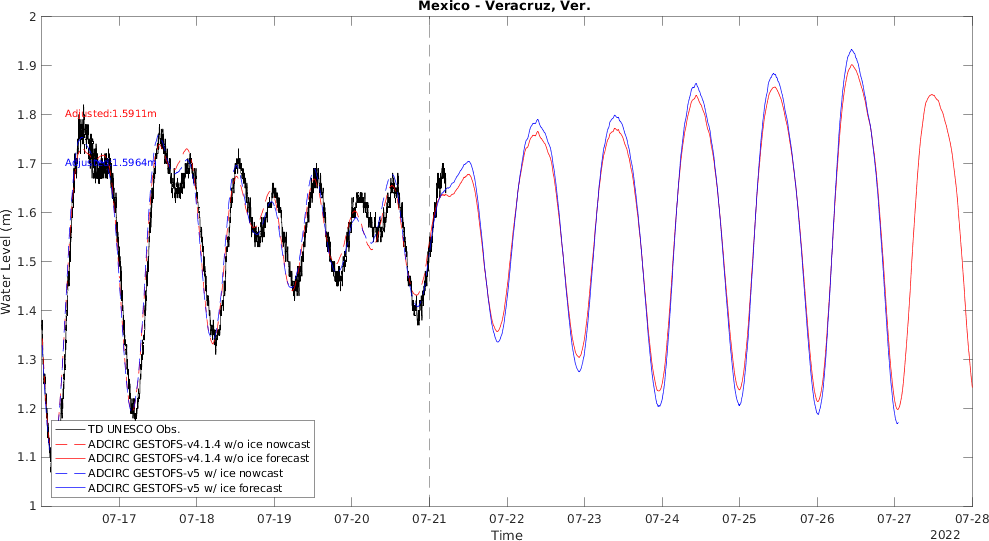 Mexico - Veracruz, Ver.
2
1.9
1.8
1.7
1.6
1.5
1.4
1.3
1.2
1.1
1
Water Level (m)
Adjusted:1.5911m
Adjusted:1.5964m
TD UNESCO Obs.
ADCIRC GESTOFS-v4.1.4 w/o ice nowcast
ADCIRC GESTOFS-v4.1.4 w/o ice forecast
ADCIRC GESTOFS-v5 w/ ice nowcast
ADCIRC GESTOFS-v5 w/ ice forecast
07-17 07-18 07-19 07-20 07-21 07-22 07-23 07-24 07-25 07-26 07-27 07-28
Time
2022